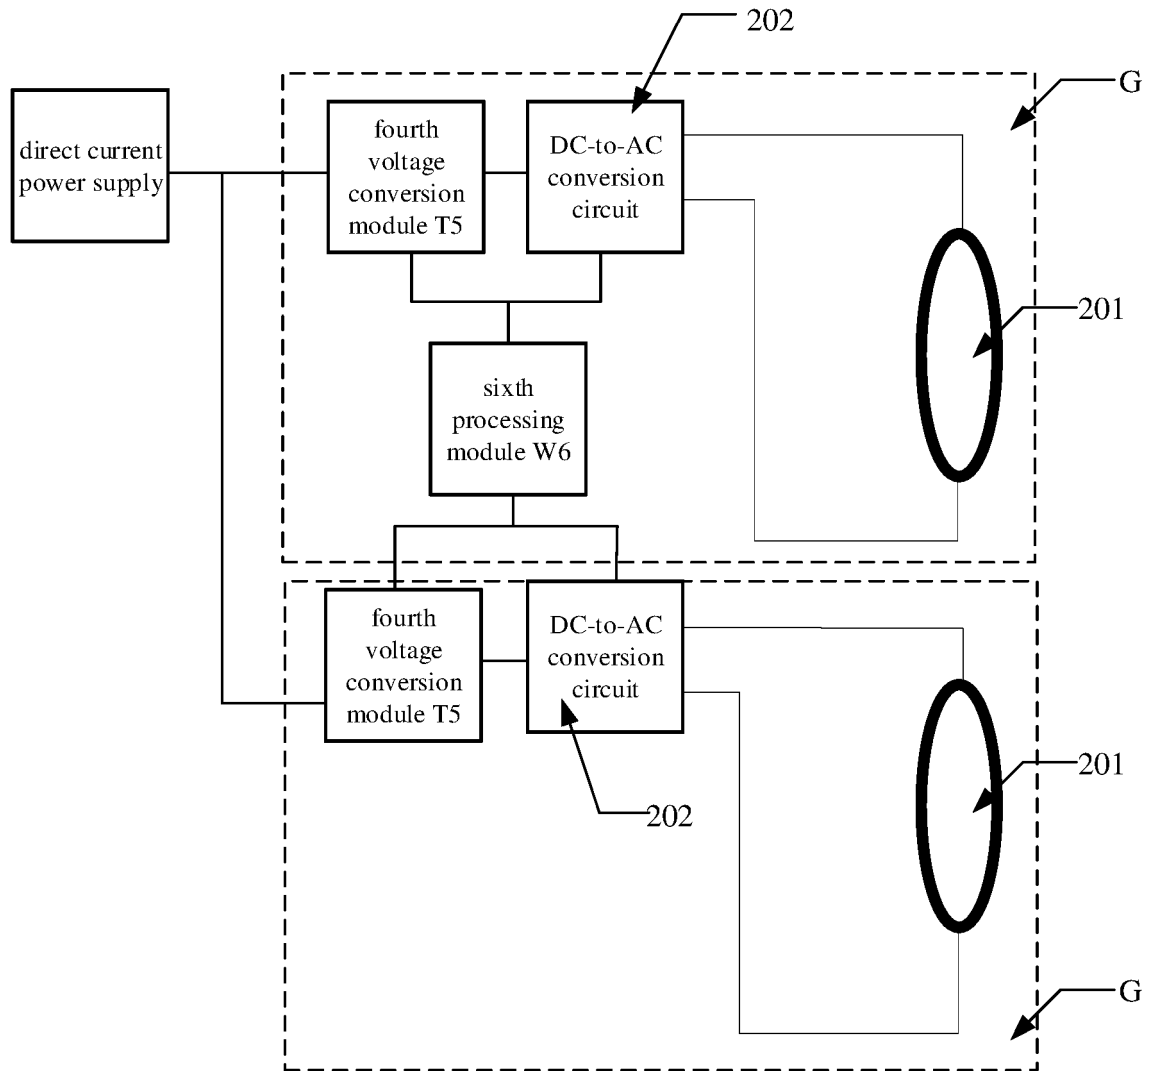 202
G
direct current
power supply
fourth
voltage
conversion
module T5
DC-to-AC
conversion
circuit
201
sixth
processing
module W6
fourth
voltage
conversion
module T5
DC-to-AC
conversion
circuit
201
202
G